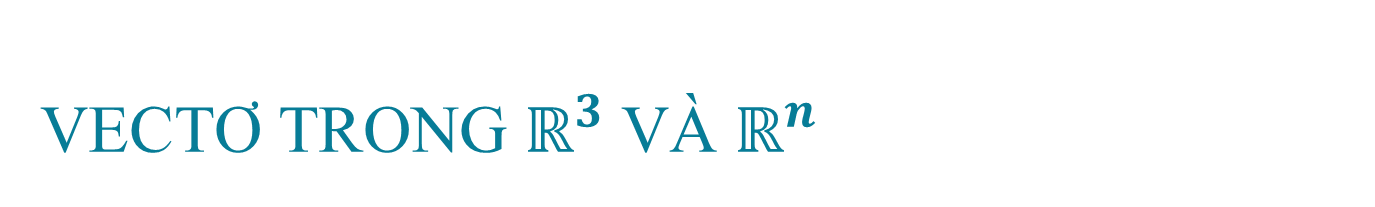 VECTƠ TRONG ℝ³ VÀ ℝⁿ